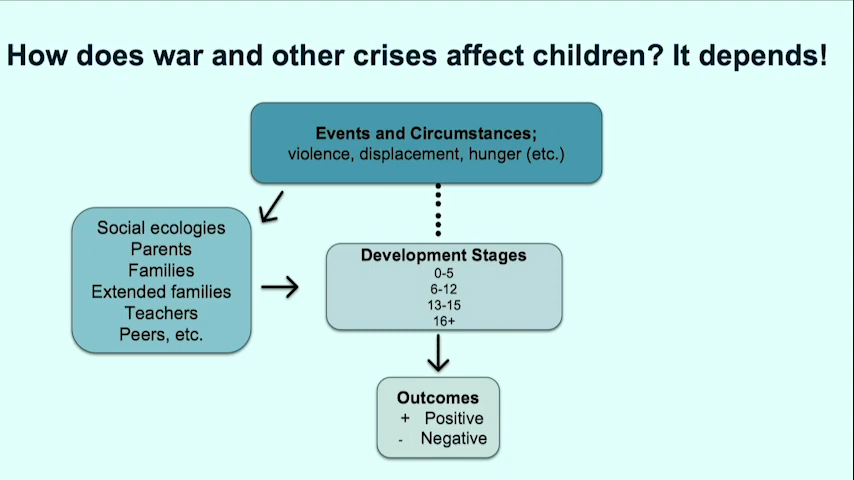 How does war and other crises affect children? It depends!
Events and Circumstances;
violence, displacement, hunger (etc.)
Social ecologies
Parents
Families
Extended families
Teachers
Peers, etc.
Development Stages
0-5
6-12
13-15
16+
Outcomes
+ Positive
- Negative